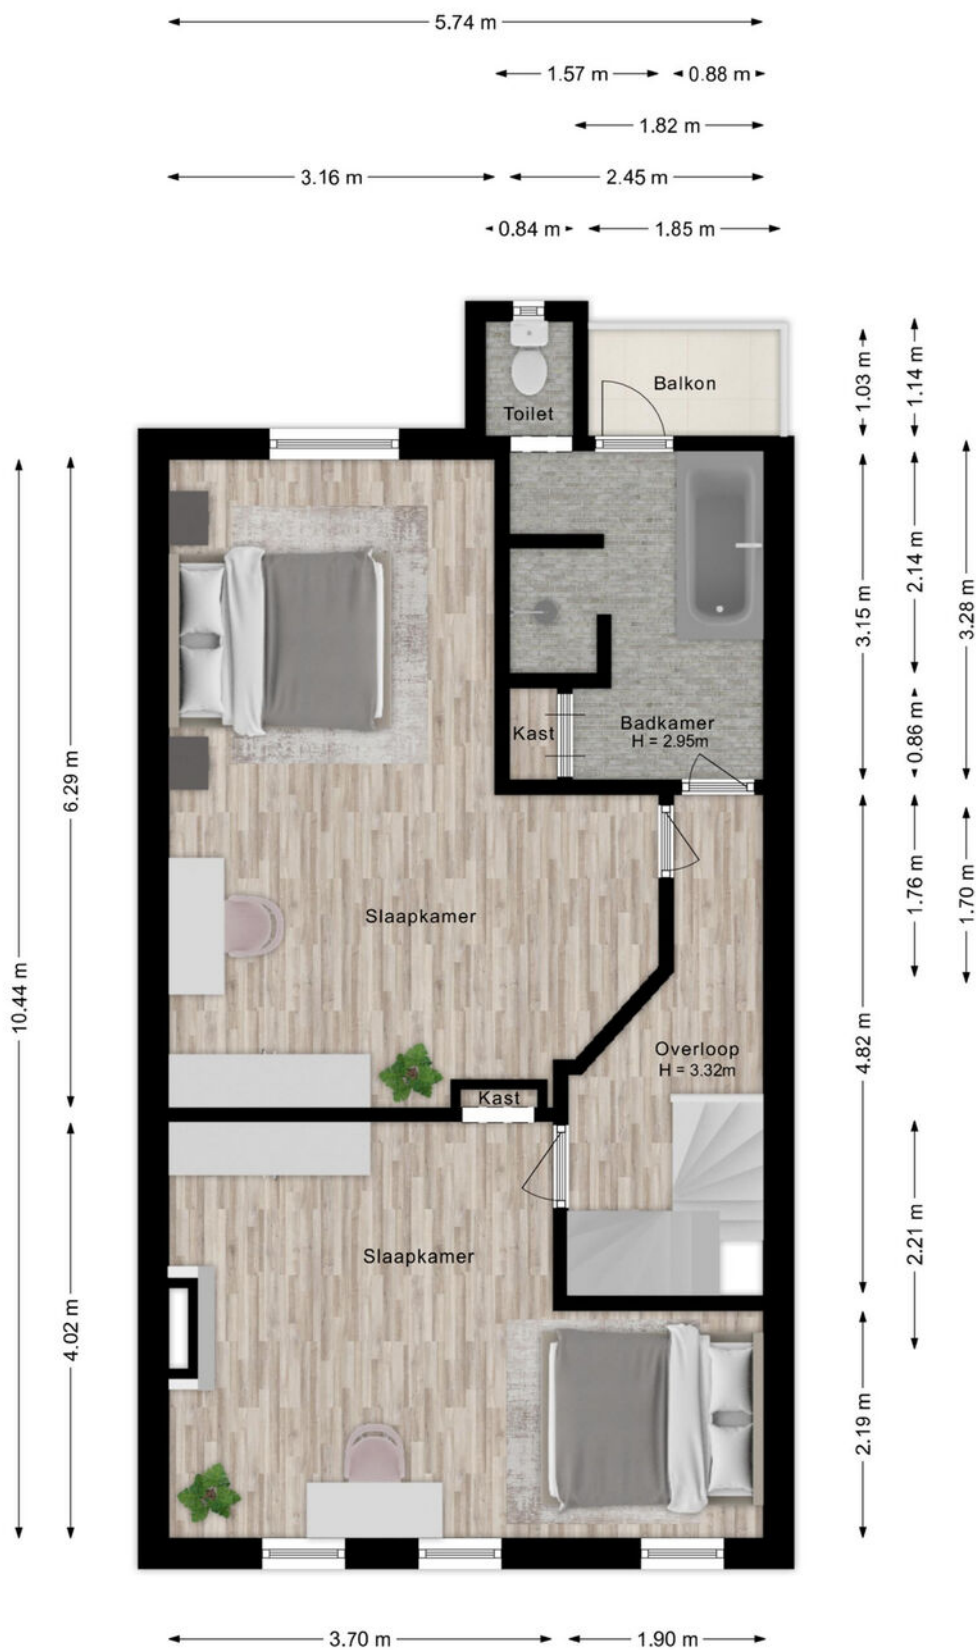 5.74 m
1.57 m
0.88 m
1.82 m
3.16 m
2.45 m
0.84 m
1.85 m
1.03 m
1.14 m
Balkon
Toilet
10.44 m
6.29 m
3.15 m
2.14 m
3.28 m
Kast
Badkamer
H = 2.95m
0.86 m
Slaapkamer
1.76 m
1.70 m
Overloop
H = 3.32m
4.82 m
Kast
Slaapkamer
4.02 m
2.21 m
2.19 m
3.70 m
1.90 m